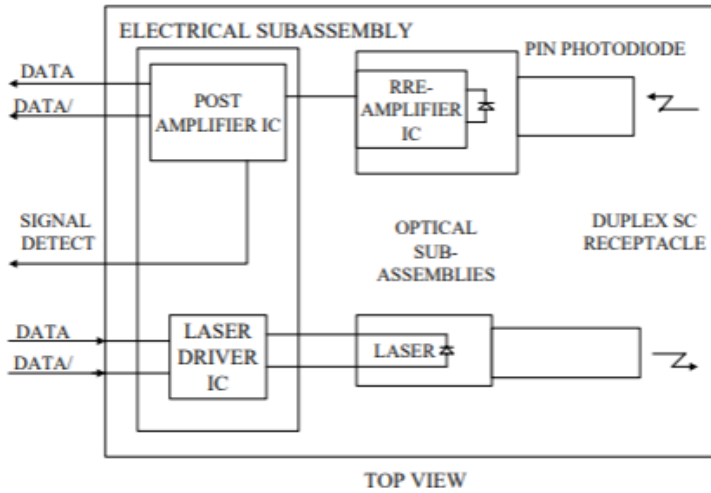 ELECTRICAL SUBASSEMBLY
DATA
DATA/
POST
AMPLIFIER IC
RRE-
AMPLIFIER
IC
PIN PHOTODIODE
SIGNAL
DETECT
OPTICAL
SUB-
ASSEMBLIES
DUPLEX SC
RECEPTACLE
DATA
DATA/
LASER
DRIVER
IC
LASER
TOP VIEW